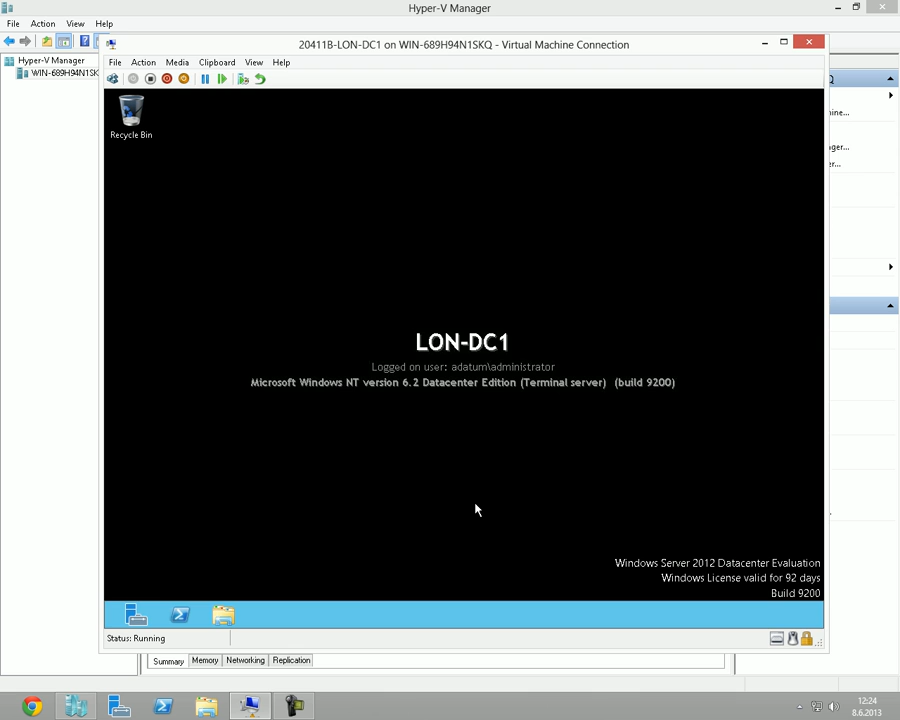 Hyper-V Manager
File Action View Help
Hyper-V Manager
WIN-689H94N1SK
20411B-LON-DC1 on WIN-689H94N1SKQ - Virtual Machine Connection
File Action Media Clipboard View Help
Recycle Bin
LON-DC1
Logged on user: adatum\administrator
Microsoft Windows NT version 6.2 Datacenter Edition (Terminal server) (build 9200)
Windows Server 2012 Datacenter Evaluation
Windows License valid for 92 days
Build 9200
Status: Running
Q
ine...
ger...
er...
Summary Memory Networking Replication
12:24
8.6.2013